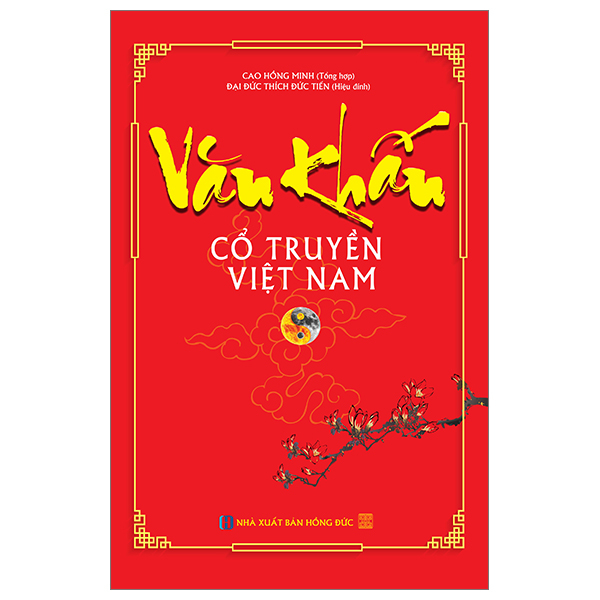 CAO HỒNG MINH (Tổng hợp)
ĐẠI ĐỨC THÍCH ĐỨC TIẾN (Hiệu đính)
Văn khấn
CỔ TRUYỀN
VIỆT NAM
NHÀ XUẤT BẢN HỒNG ĐỨC